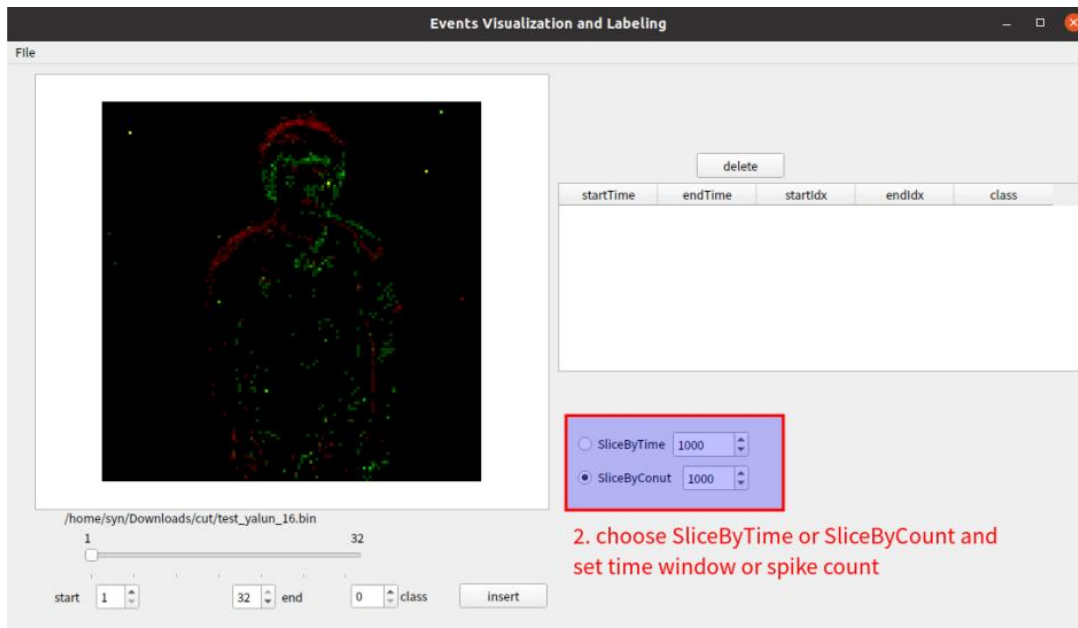 Events Visualization and Labeling
FIle
delete
startTime endTime startIdx endIdx class
SliceByTime 1000
SliceByConut 1000
2. choose SliceByTime or SliceByCount and
set time window or spike count
/home/syn/Downloads/cut/test_yalun_16.bin
1 32
start 1 32 end 0 class insert